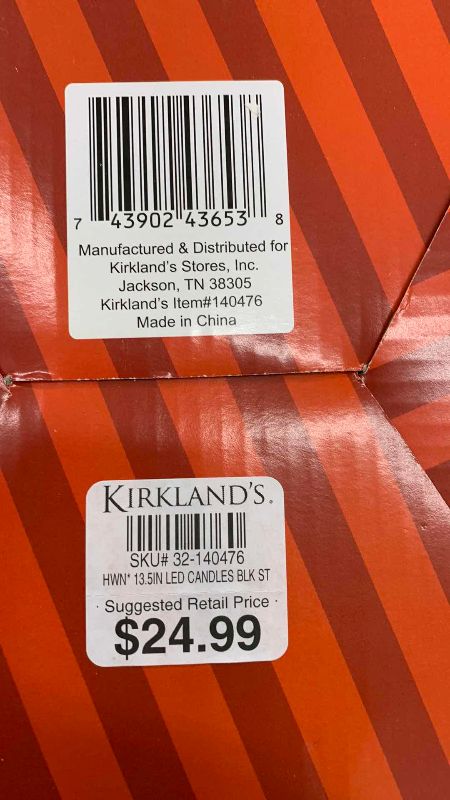 7 43902 43653 8
Manufactured & Distributed for
Kirkland's Stores, Inc.
Jackson, TN 38305
Kirkland's Item#140476
Made in China
KIRKLAND'S.
SKU# 32-140476
HWN* 13.5IN LED CANDLES BLK ST
· Suggested Retail Price ·
$24.99